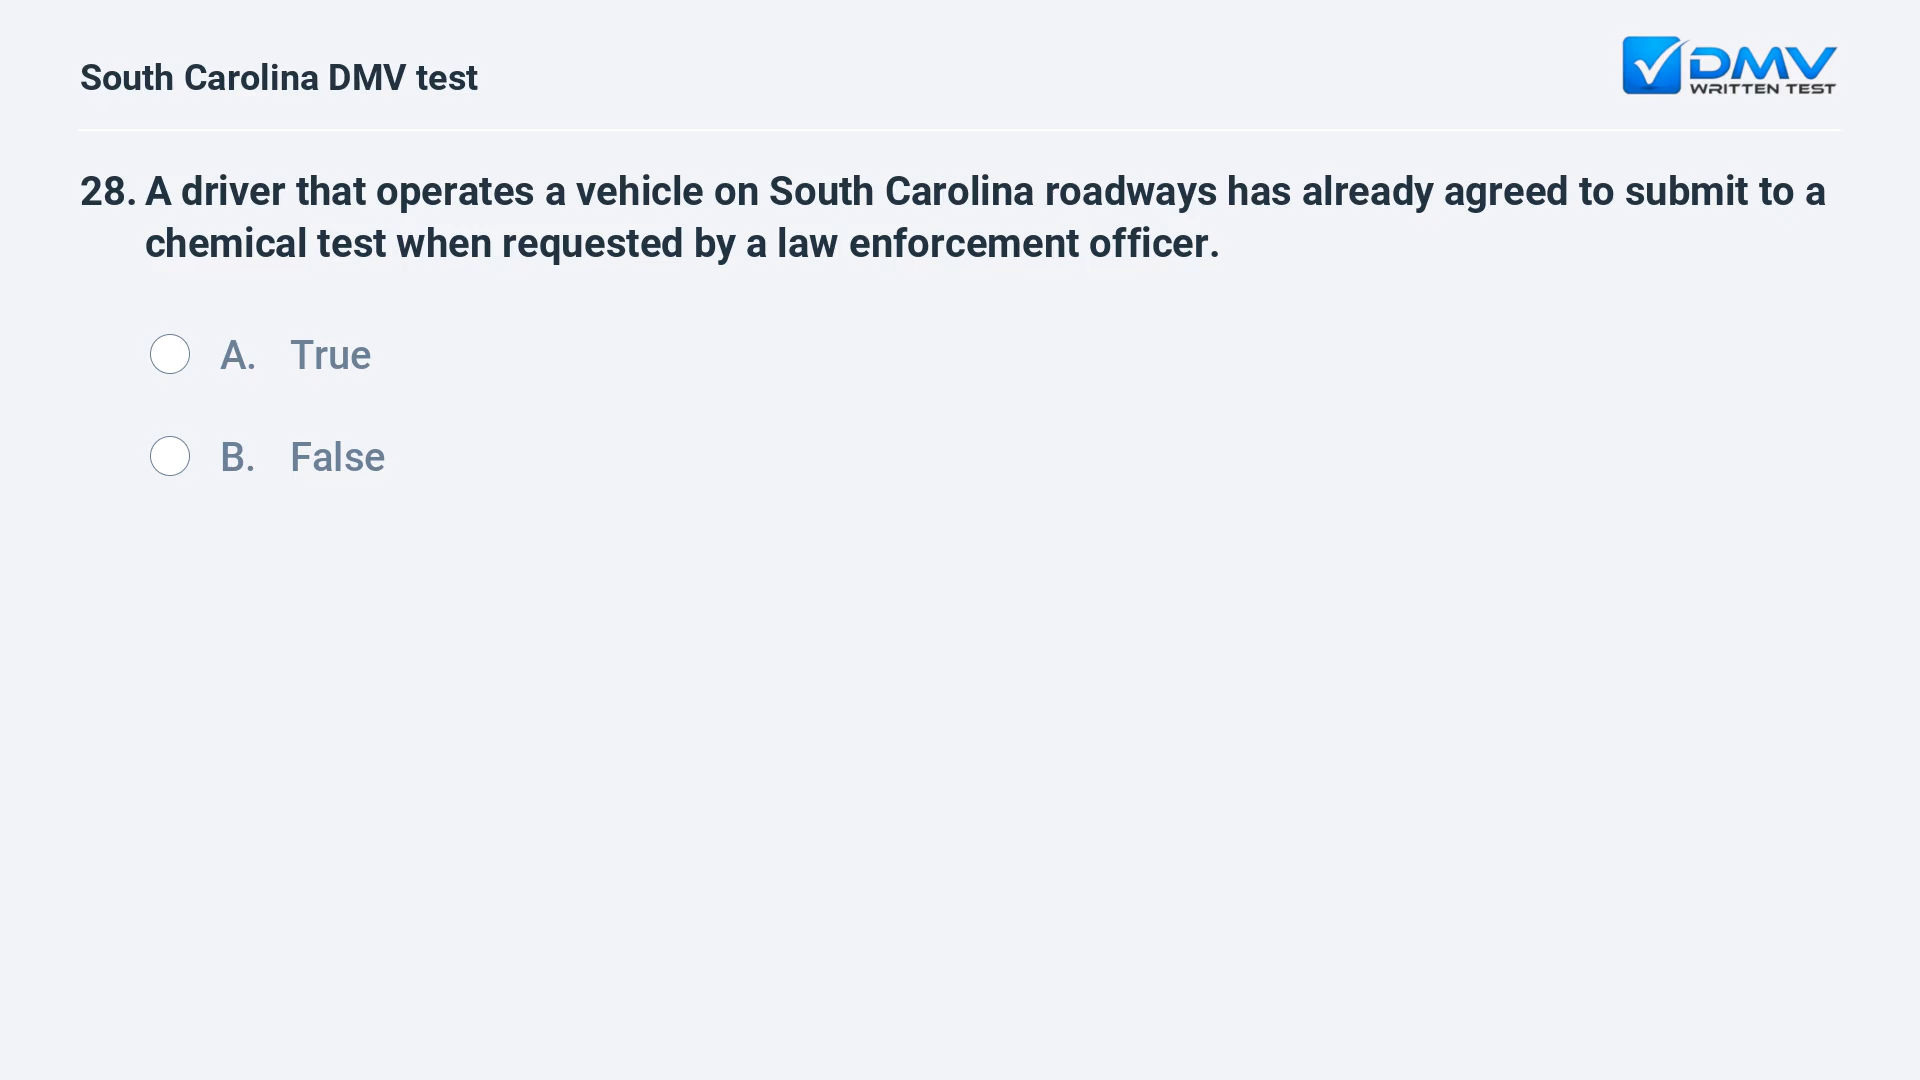 South Carolina DMV test
DMV
WRITTEN TEST
28. A driver that operates a vehicle on South Carolina roadways has already agreed to submit to a
chemical test when requested by a law enforcement officer.
A. True
B. False